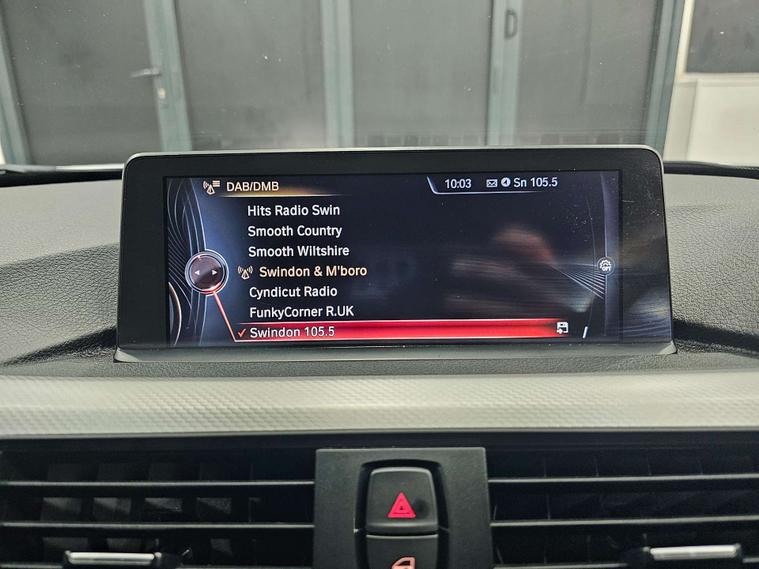 DAB/DMB
10:03 Sn 105.5
Hits Radio Swin
Smooth Country
Smooth Wiltshire
Swindon & M'boro
Cyndicut Radio
FunkyCorner R.UK
Swindon 105.5
OFF